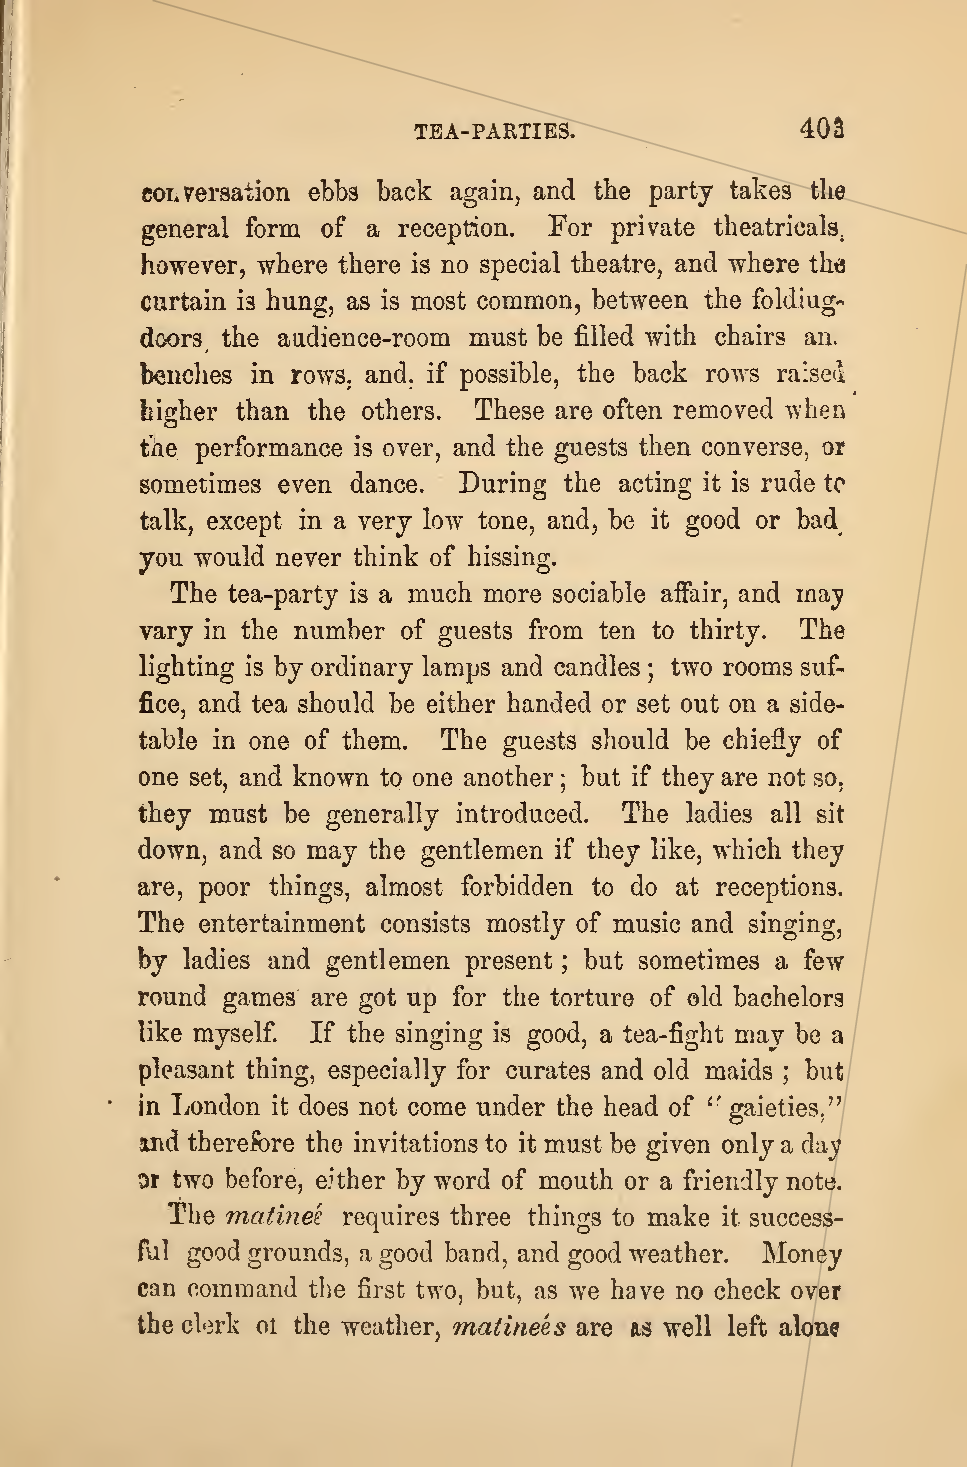 TEA-PARTIES. 403
conversation ebbs back again, and the party takes the
general form of a reception. For private theatricals,
however, where there is no special theatre, and where the
curtain is hung, as is most common, between the folding-
doors, the audience-room must be filled with chairs an.
benches in rows, and, if possible, the back rows raised
higher than the others. These are often removed when
the performance is over, and the guests then converse, or
sometimes even dance. During the acting it is rude to
talk, except in a very low tone, and, be it good or bad,
you would never think of hissing.
The tea-party is a much more sociable affair, and may
vary in the number of guests from ten to thirty. The
lighting is by ordinary lamps and candles; two rooms suf-
fice, and tea should be either handed or set out on a side-
table in one of them. The guests should be chiefly of
one set, and known to one another; but if they are not so,
they must be generally introduced. The ladies all sit
down, and so may the gentlemen if they like, which they
are, poor things, almost forbidden to do at receptions.
The entertainment consists mostly of music and singing,
by ladies and gentlemen present; but sometimes a few
round games are got up for the torture of old bachelors
like myself. If the singing is good, a tea-fight may be a
pleasant thing, especially for curates and old maids; but
in London it does not come under the head of "gaieties,"
and therefore the invitations to it must be given only a day
or two before, either by word of mouth or a friendly note.
The matineé requires three things to make it success-
ful good grounds, a good band, and good weather. Money
can command the first two, but, as we have no check over
the clerk of the weather, matineés are as well left alone